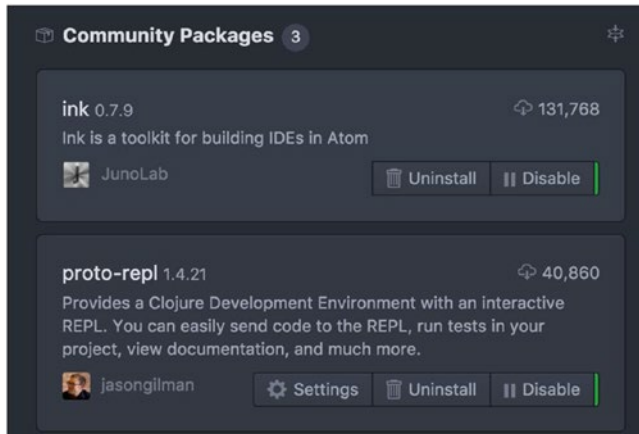 Community Packages 3
ink 0.7.9 131,768
Ink is a toolkit for building IDEs in Atom
JunoLab Uninstall Disable
proto-repl 1.4.21 40,860
Provides a Clojure Development Environment with an interactive
REPL. You can easily send code to the REPL, run tests in your
project, view documentation, and much more.
jasongilman Settings Uninstall Disable